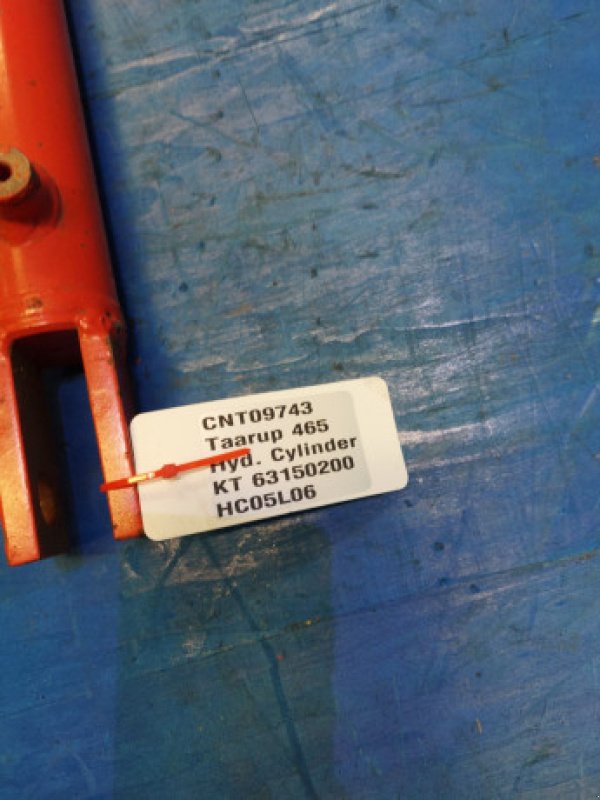 CNT09743
Taarup 465
Hyd. Cylinder
KT 63150200
HC05L06